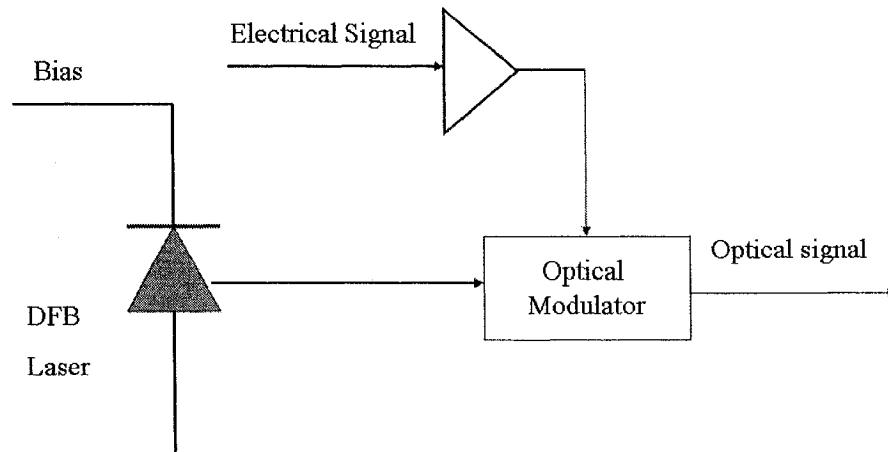 Electrical Signal
Bias
Optical signal
Optical
Modulator
DFB
Laser